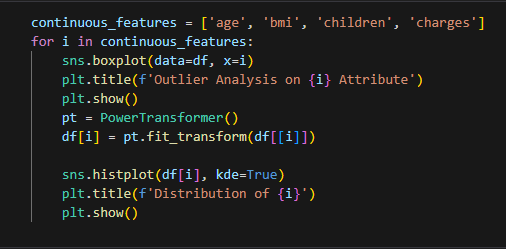 continuous_features = ['age', 'bmi', 'children', 'charges']
for i in continuous_features:
    sns.boxplot(data=df, x=i)
    plt.title(f'Outlier Analysis on {i} Attribute')
    plt.show()
    pt = PowerTransformer()
    df[i] = pt.fit_transform(df[[i]])

    sns.histplot(df[i], kde=True)
    plt.title(f'Distribution of {i}')
    plt.show()